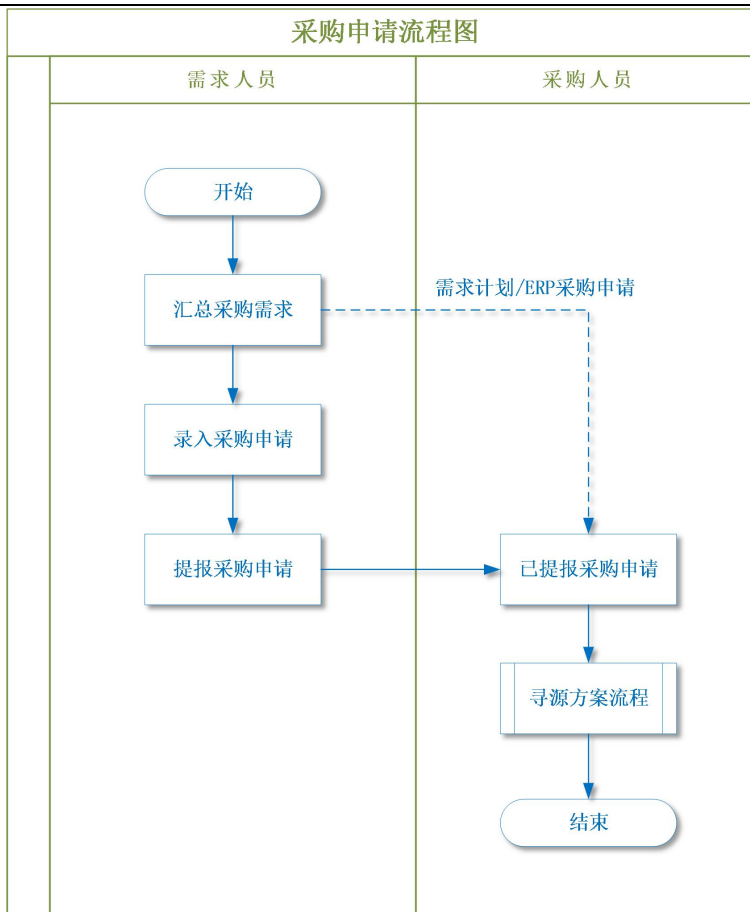 采购申请流程图
需求人员
采购人员
开始
汇总采购需求
需求计划/ERP采购申请
录入采购申请
提报采购申请
已提报采购申请
寻源方案流程
结束